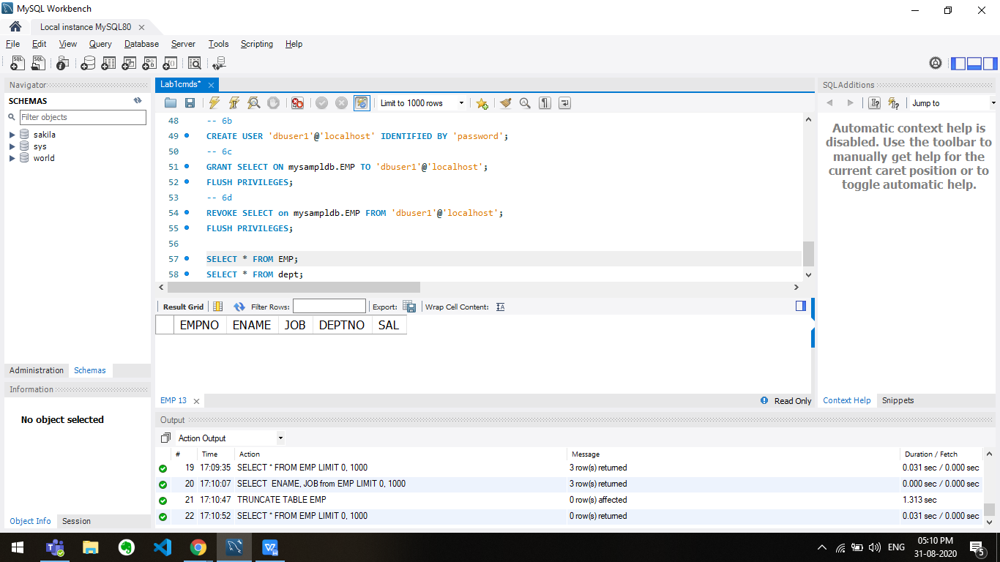 MySQL Workbench
Local instance MySQL80
File Edit View Query Database Server Tools Scripting Help
Navigator
SCHEMAS
Filter objects
sakila
sys
world
Administration Schemas
Information
No object selected
Object Info Session
Lab1cmds*
Limit to 1000 rows
48 -- 6b
49 CREATE USER 'dbuser1'@'localhost' IDENTIFIED BY 'password';
50 -- 6c
51 GRANT SELECT ON mysampldb.EMP TO 'dbuser1'@'localhost';
52 FLUSH PRIVILEGES;
53 -- 6d
54 REVOKE SELECT on mysampldb.EMP FROM 'dbuser1'@'localhost';
55 FLUSH PRIVILEGES;
56
57 SELECT * FROM EMP;
58 SELECT * FROM dept;
Result Grid Filter Rows: Export: Wrap Cell Content:
EMPNO ENAME JOB DEPTNO SAL
EMP 13 Read Only
Output
Action Output
# Time Action Message Duration / Fetch
19 17:09:35 SELECT * FROM EMP LIMIT 0, 1000 3 row(s) returned 0.031 sec / 0.000 sec
20 17:10:07 SELECT ENAME, JOB from EMP LIMIT 0, 1000 3 row(s) returned 0.000 sec / 0.000 sec
21 17:10:47 TRUNCATE TABLE EMP 0 row(s) affected 1.313 sec
22 17:10:52 SELECT * FROM EMP LIMIT 0, 1000 0 row(s) returned 0.031 sec / 0.000 sec
SQLAdditions
Jump to
Automatic context help is
disabled. Use the toolbar to
manually get help for the
current caret position or to
toggle automatic help.
Context Help Snippets
ENG
05:10 PM
31-08-2020
5